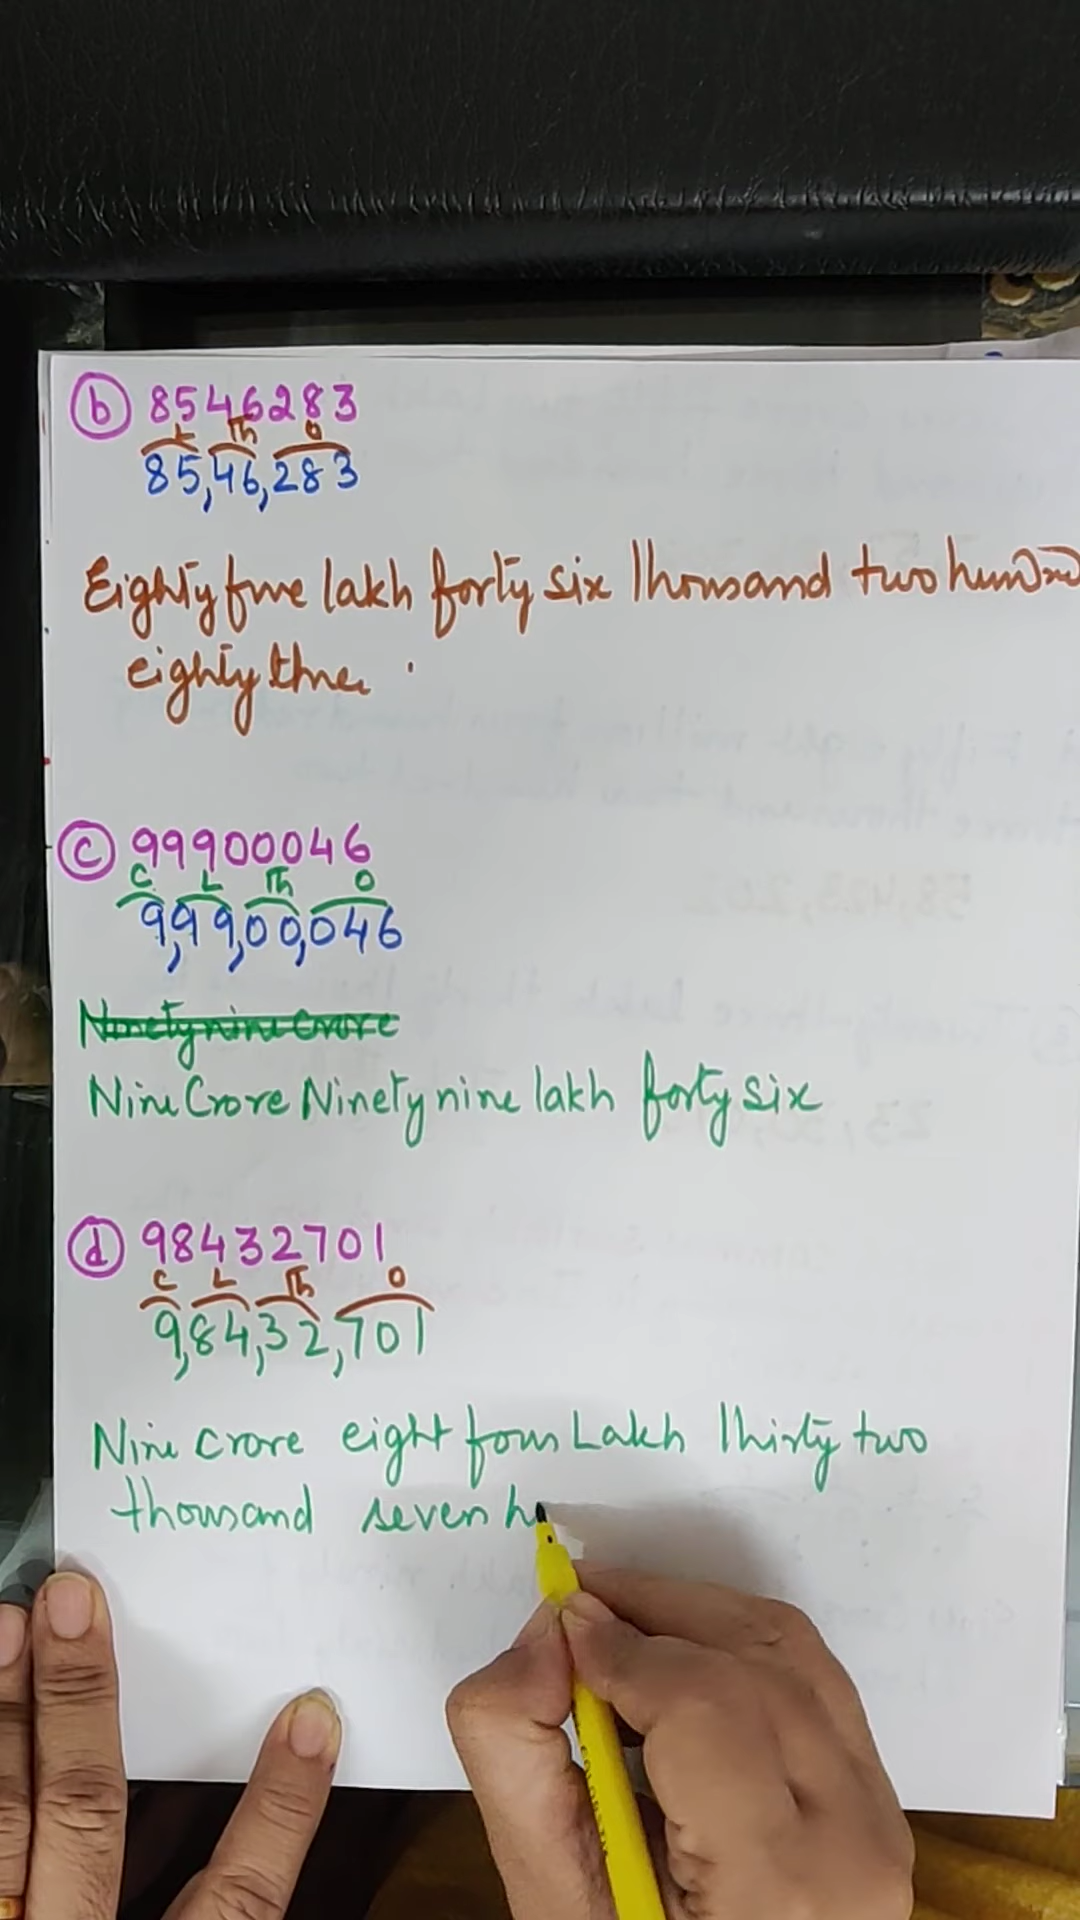 b 8546283
L Th O
85,46,283
Eighty five lakh forty six Thousand two hundred
eighty three .
c 99900046
C L Th O
9,99,00,046
Ninety nine Crore
Nine Crore Ninety nine lakh forty six
d 98432701
C L Th O
9,84,32,701
Nine crore eight four Lakh Thirty two
thousand seven h